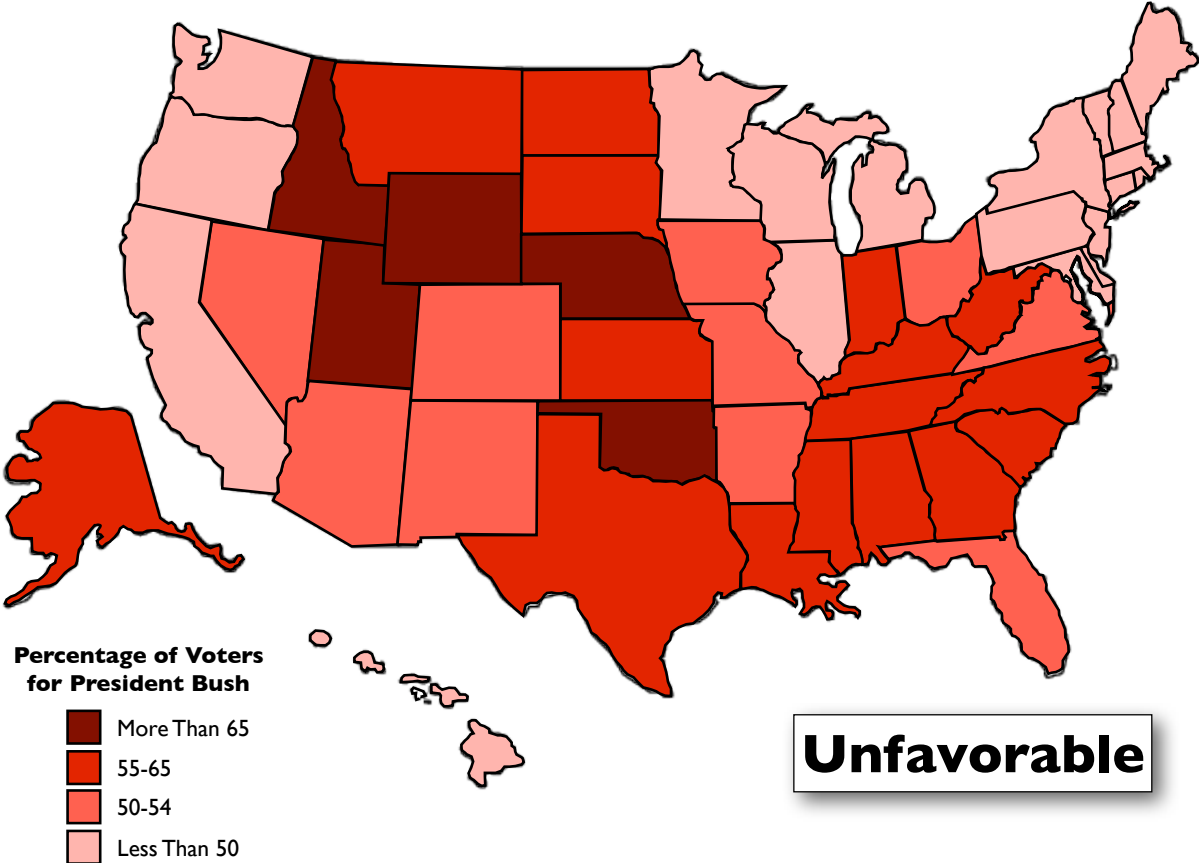 Percentage of Voters
for President Bush
More Than 65
55-65
50-54
Less Than 50
Unfavorable